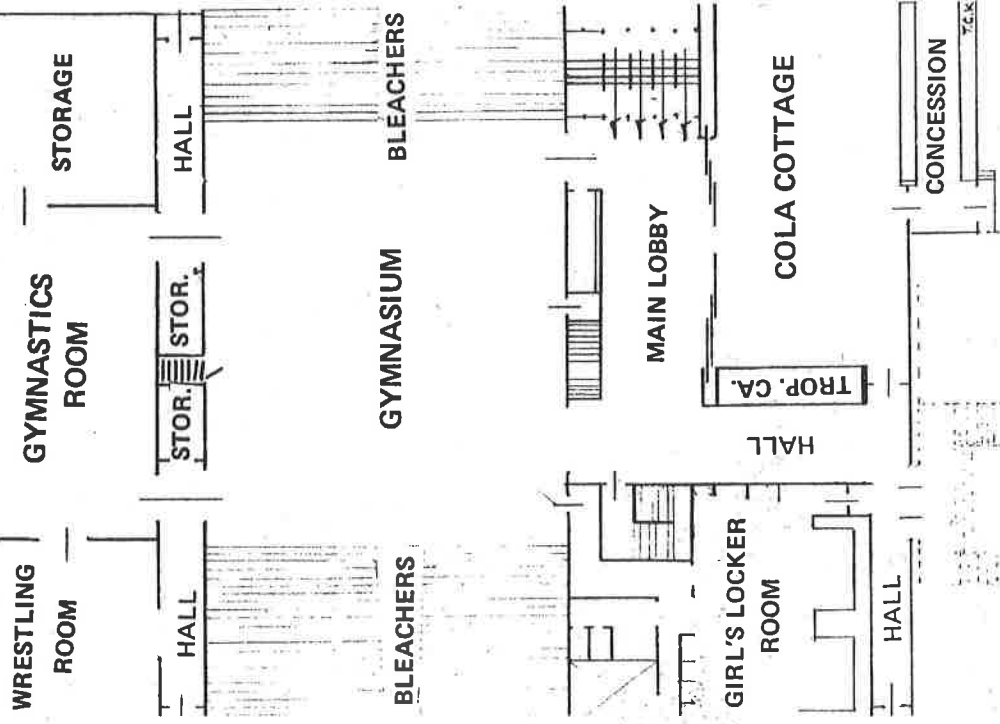 WRESTLING
ROOM
GYMNASTICS
ROOM
STORAGE
HALL
STOR.
STOR.
HALL
BLEACHERS
GYMNASIUM
BLEACHERS
MAIN LOBBY
GIRL'S LOCKER
ROOM
HALL
TROP. CA.
COLA COTTAGE
HALL
CONCESSION
T.C.K.